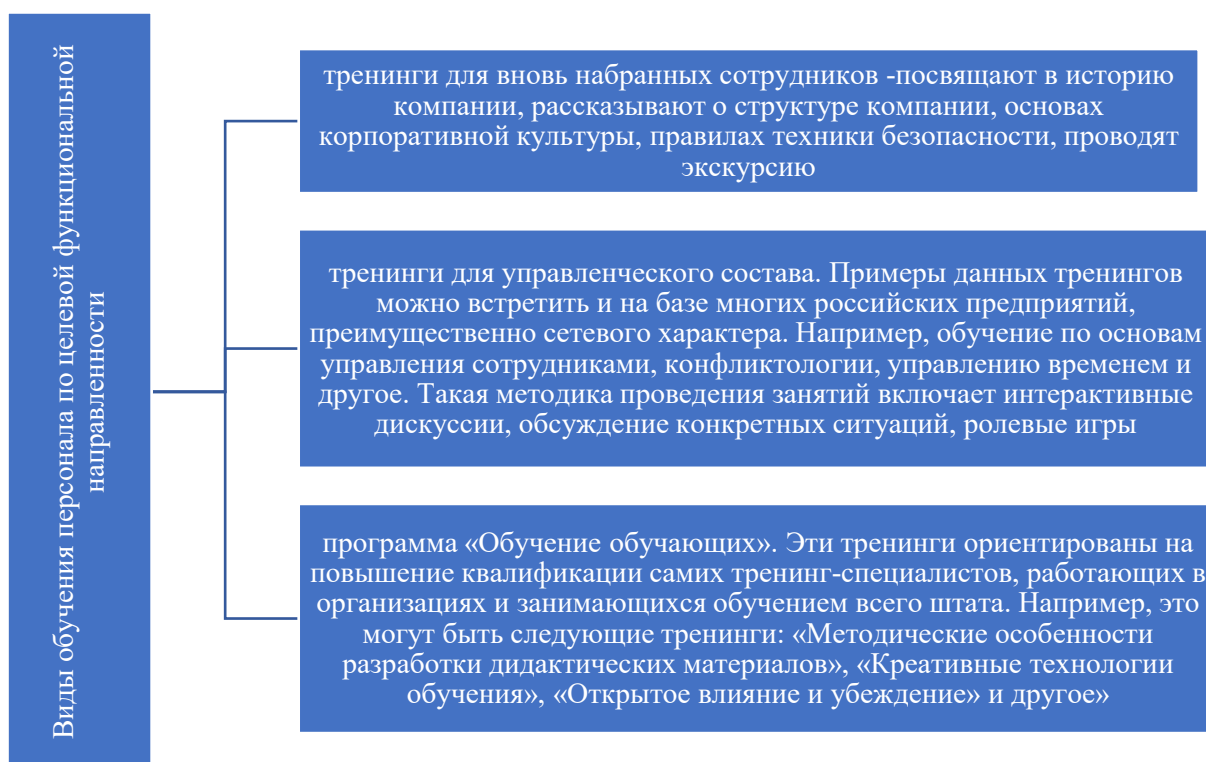 Виды обучения персонала по целевой функциональной
направленности
тренинги для вновь набранных сотрудников -посвящают в историю
компании, рассказывают о структуре компании, основах
корпоративной культуры, правилах техники безопасности, проводят
экскурсию
тренинги для управленческого состава. Примеры данных тренингов
можно встретить и на базе многих российских предприятий,
преимущественно сетевого характера. Например, обучение по основам
управления сотрудниками, конфликтологии, управлению временем и
другое. Такая методика проведения занятий включает интерактивные
дискуссии, обсуждение конкретных ситуаций, ролевые игры
программа «Обучение обучающих». Эти тренинги ориентированы на
повышение квалификации самих тренинг-специалистов, работающих в
организациях и занимающихся обучением всего штата. Например, это
могут быть следующие тренинги: «Методические особенности
разработки дидактических материалов», «Креативные технологии
обучения», «Открытое влияние и убеждение» и другое»